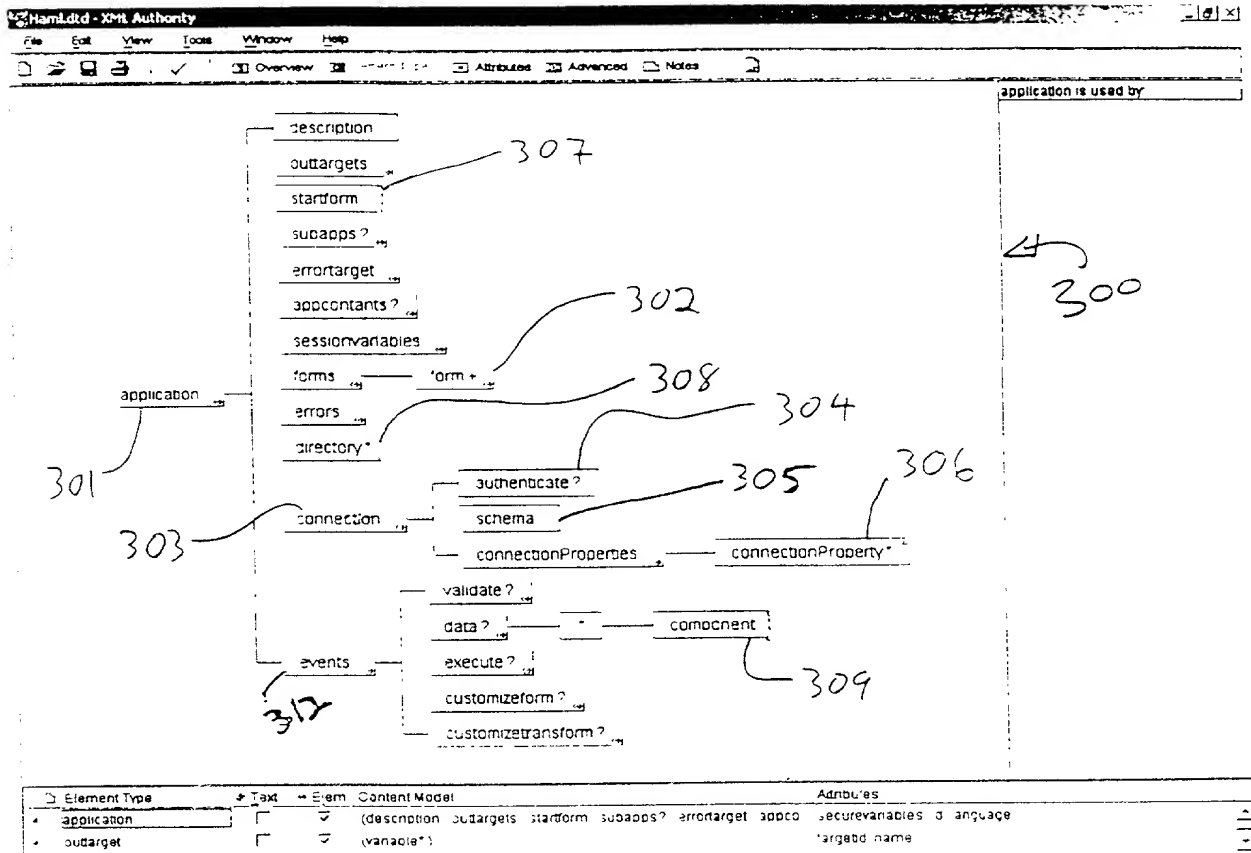 Haml.dtd - XML Authority
File Edit View Tools Window Help
Overview Attributes Advanced Notes
application is used by
description
outtargets
307
startform
subapps?
errortarget
300
appcontants?
302
sessionvariables
forms form +
308
application
errors
304
directory*
301
authenticate?
305
306
303
connection
schema
connectionProperties connectionProperty*
validate?
data? * component
events
execute?
309
312
customizeform?
customizetransform?
Element Type Text Elem Content Model Attributes
application (description outtargets startform subapps? errortarget appco securevariables language
outtarget (variable*) targetid name